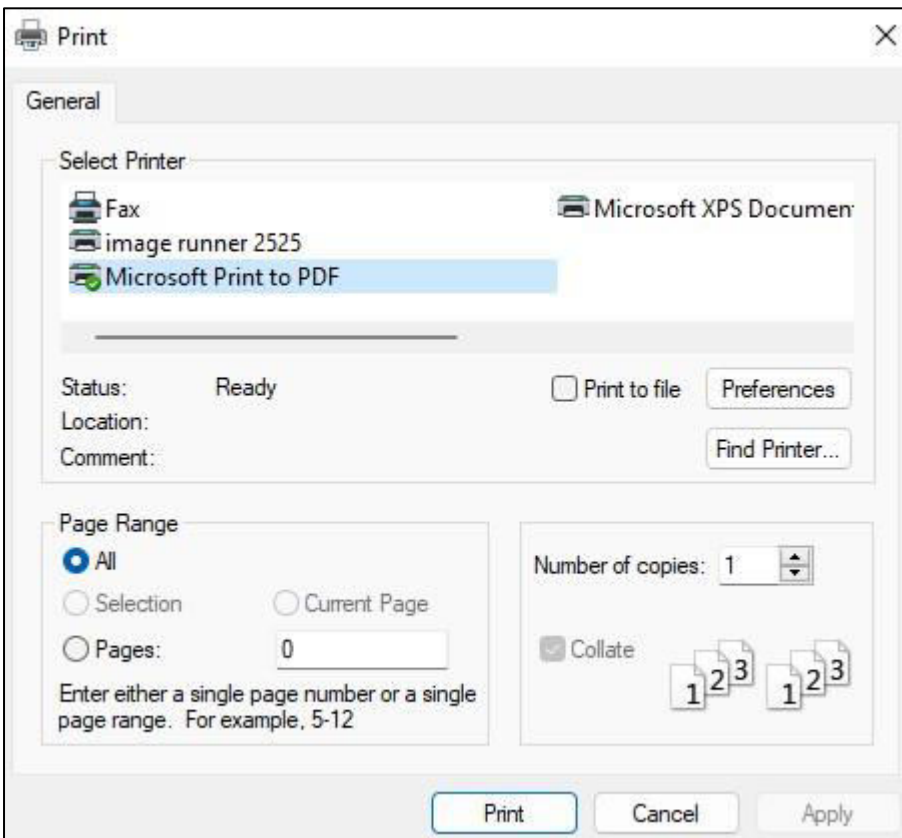 Print
General
Select Printer
Fax
Microsoft XPS Documen
image runner 2525
Microsoft Print to PDF
Status: Ready
Print to file
Preferences
Location:
Comment:
Find Printer...
Page Range
All
Number of copies: 1
Selection
Current Page
Pages: 0
Collate
1 2 3 1 2 3
Enter either a single page number or a single
page range. For example, 5-12
Print
Cancel
Apply